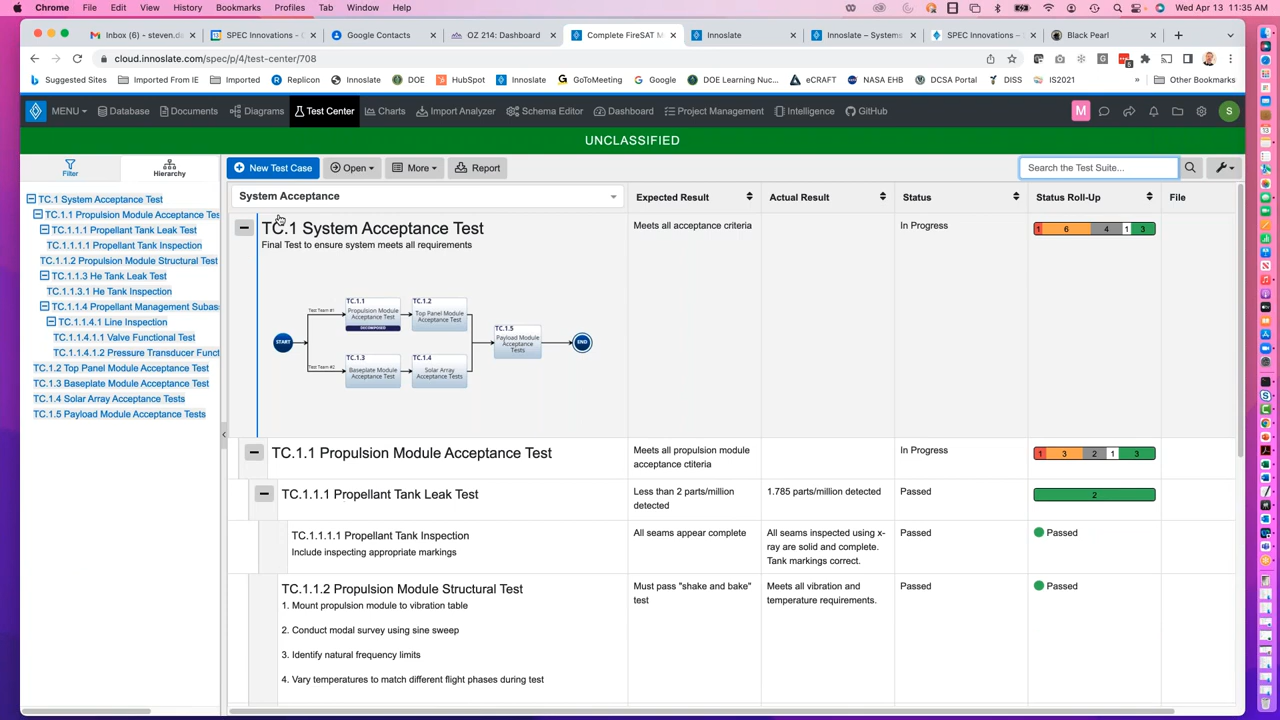 Chrome File Edit View History Bookmarks Profiles Tab Window Help
Wed Apr 13 11:35 AM
Inbox (6) - steven.da
SPEC Innovations - C
Google Contacts
OZ 214: Dashboard
Complete FireSAT M
Innoslate
Innoslate – Systems
SPEC Innovations –
Black Pearl
cloud.innoslate.com/spec/p/4/test-center/708
Suggested Sites Imported From IE Imported Replicon Innoslate DOE HubSpot Innoslate GoToMeeting Google DOE Learning Nuc... eCRAFT NASA EHB DCSA Portal DISS IS2021 Other Bookmarks
MENU Database Documents Diagrams Test Center Charts Import Analyzer Schema Editor Dashboard Project Management Intelligence GitHub M S
UNCLASSIFIED
Filter Hierarchy
New Test Case Open More Report Search the Test Suite...
TC.1 System Acceptance Test
TC.1.1 Propulsion Module Acceptance Tes
TC.1.1.1 Propellant Tank Leak Test
TC.1.1.1.1 Propellant Tank Inspection
TC.1.1.2 Propulsion Module Structural Test
TC.1.1.3 He Tank Leak Test
TC.1.1.3.1 He Tank Inspection
TC.1.1.4 Propellant Management Subas
TC.1.1.4.1 Line Inspection
TC.1.1.4.1.1 Valve Functional Test
TC.1.1.4.1.2 Pressure Transducer Funct
TC.1.2 Top Panel Module Acceptance Test
TC.1.3 Baseplate Module Acceptance Test
TC.1.4 Solar Array Acceptance Tests
TC.1.5 Payload Module Acceptance Tests
System Acceptance Expected Result Actual Result Status Status Roll-Up File
TC.1 System Acceptance Test Meets all acceptance criteria In Progress 1 6 4 1 3
Final Test to ensure system meets all requirements
START
Test Team #1
TC.1.1
Propulsion Module
Acceptance Test
DECOMPOSED
TC.1.2
Top Panel Module
Acceptance Test
Test Team #2
TC.1.3
Baseplate Module
Acceptance Test
TC.1.4
Solar Array
Acceptance Tests
TC.1.5
Payload Module
Acceptance
Tests
END
TC.1.1 Propulsion Module Acceptance Test
Meets all propulsion module
acceptance ctiteria
In Progress
1 3 2 1 3
TC.1.1.1 Propellant Tank Leak Test
Less than 2 parts/million
detected
1.785 parts/million detected
Passed
2
TC.1.1.1.1 Propellant Tank Inspection
Include inspecting appropriate markings
All seams appear complete
All seams inspected using x-
ray are solid and complete.
Tank markings correct.
Passed
Passed
TC.1.1.2 Propulsion Module Structural Test
1. Mount propulsion module to vibration table
2. Conduct modal survey using sine sweep
3. Identify natural frequency limits
4. Vary temperatures to match different flight phases during test
Must pass "shake and bake"
test
Meets all vibration and
temperature requirements.
Passed
Passed